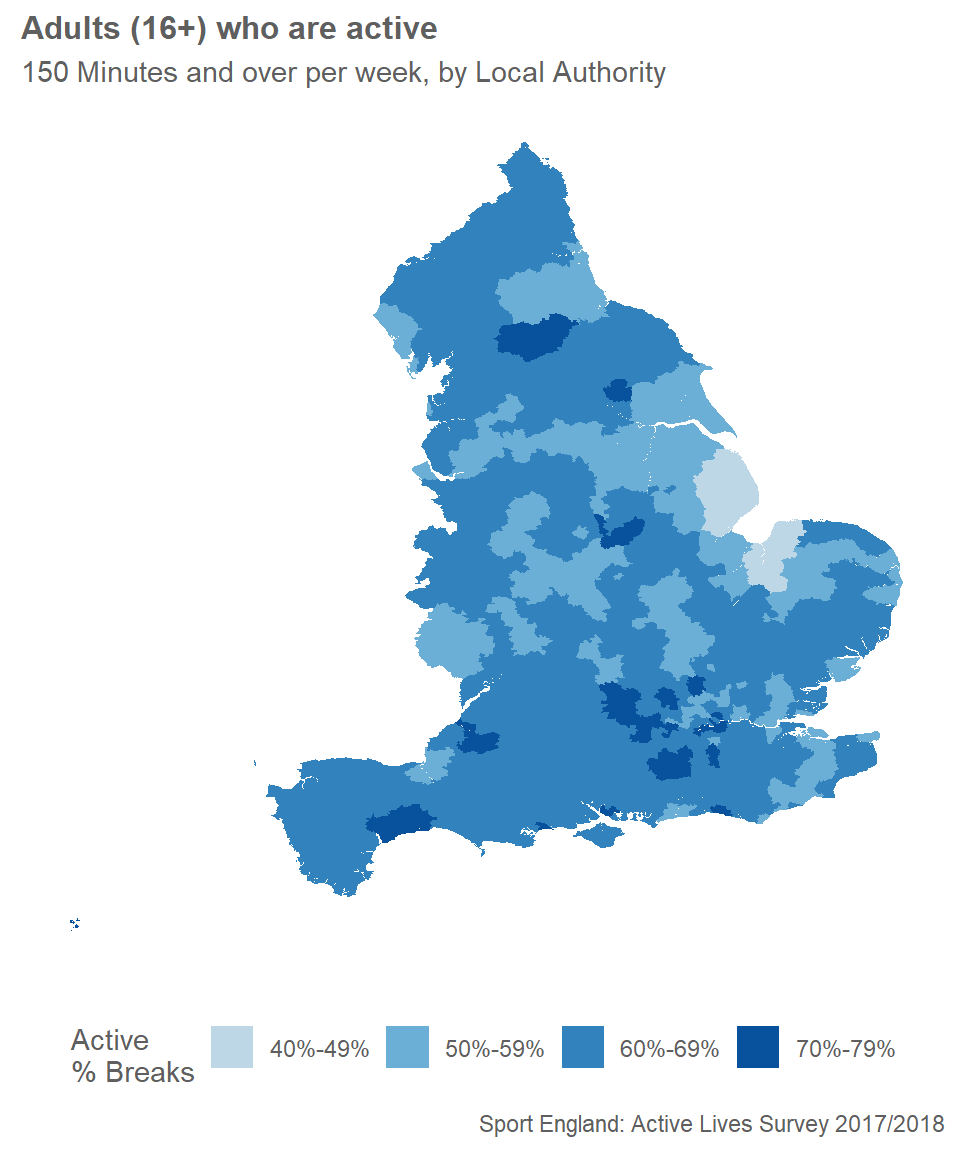 Adults (16+) who are active
150 Minutes and over per week, by Local Authority
Active
% Breaks
40%-49%
50%-59%
60%-69%
70%-79%
Sport England: Active Lives Survey 2017/2018